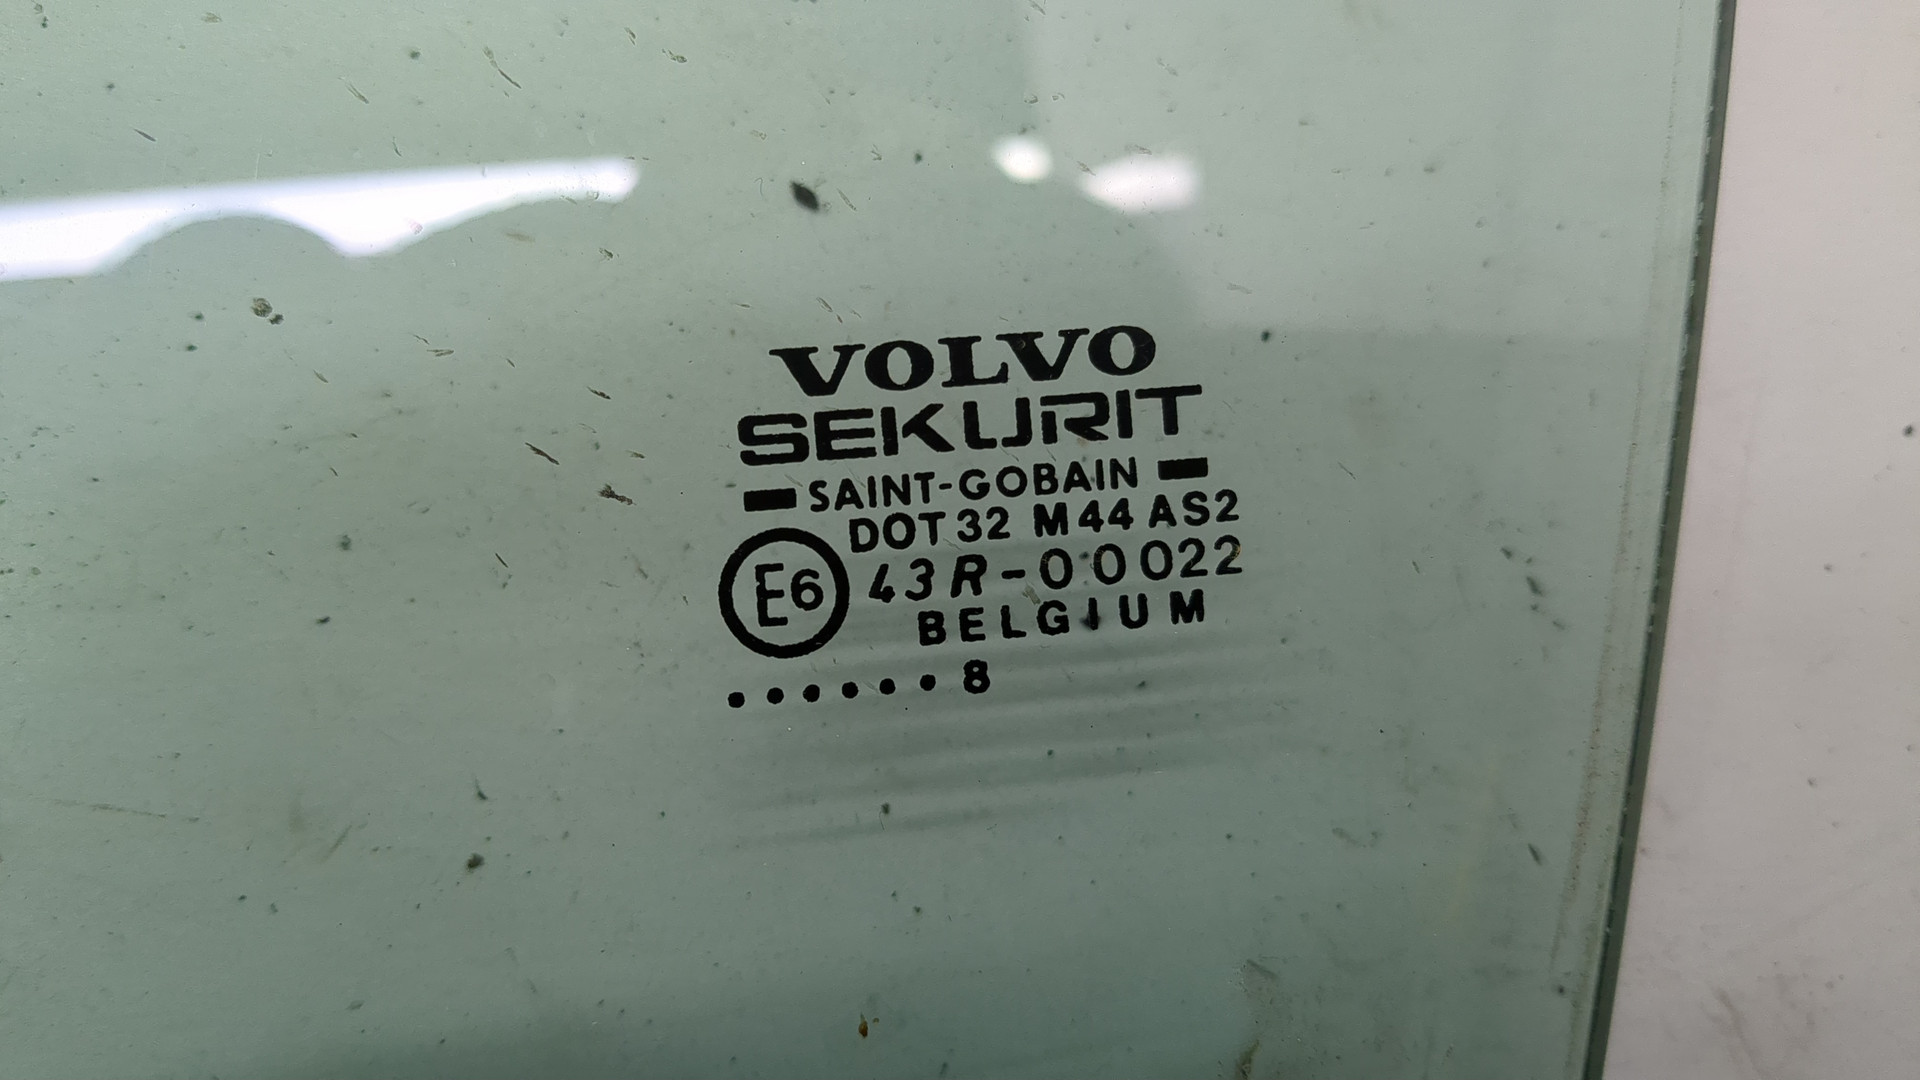 VOLVO
SEKURIT
SAINT-GOBAIN
DOT 32 M44 AS2
E6 43R-00022
BELGIUM
......8